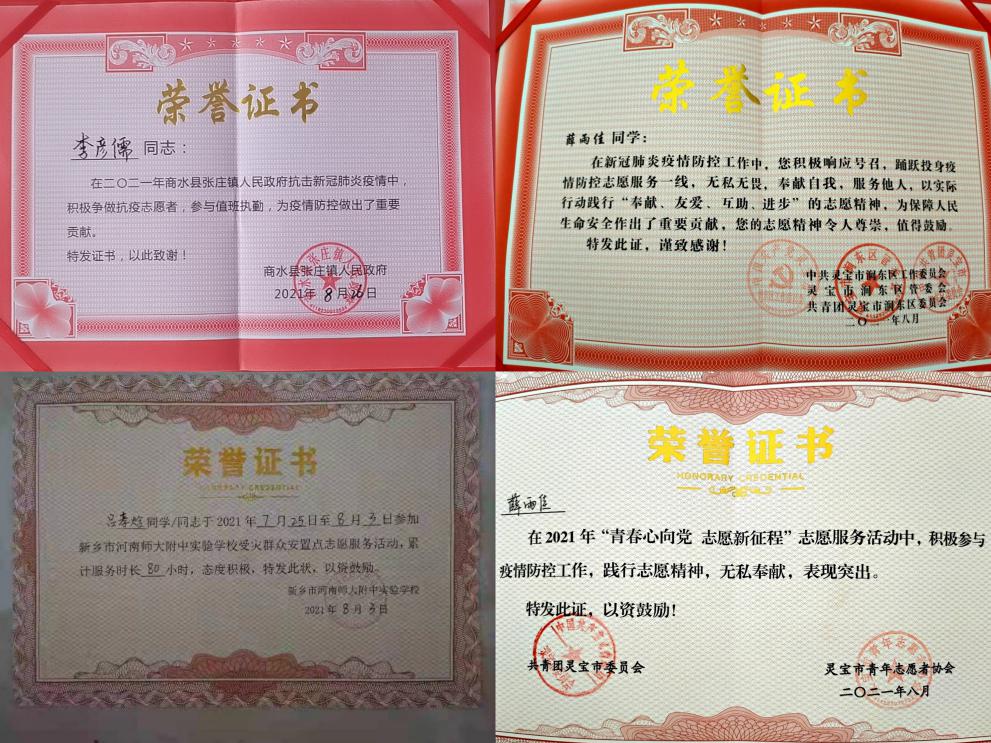 荣誉证书
李彦儒 同志：
在二〇二一年商水县张庄镇人民政府抗击新冠肺炎疫情中，
积极争做抗疫志愿者，参与值班执勤，为疫情防控做出了重要
贡献。
特发证书，以此致谢！
商水县张庄镇人民政府
2021年8月26日
荣誉证书
薛雨佳 同学：
在新冠肺炎疫情防控工作中，您积极响应号召，踊跃投身疫
情防控志愿服务一线，无私无畏，奉献自我，服务他人，以实际
行动践行“奉献、友爱、互助、进步”的志愿精神，为保障人民
生命安全作出了重要贡献，您的志愿精神令人尊崇，值得鼓励。
特发此证，谨致感谢！
中共灵宝市涧东区工作委员会
灵宝市涧东区管委会
共青团灵宝市涧东区委员会
二〇二一年八月
荣誉证书
HONORARY CREDENTIAL
同学/同志于2021年7月25日至8月3日参加
新乡市河南师大附中实验学校受灾群众安置点志愿服务活动，累
计服务时长80小时，态度积极，特发此状，以资鼓励。
新乡市河南师大附中实验学校
2021年8月3日
荣誉证书
HONORARY CREDENTIAL
薛雨佳
在2021年“青春心向党 志愿新征程”志愿服务活动中，积极参与
疫情防控工作，践行志愿精神，无私奉献，表现突出。
特发此证，以资鼓励！
共青团灵宝市委员会
灵宝市青年志愿者协会
二〇二一年八月